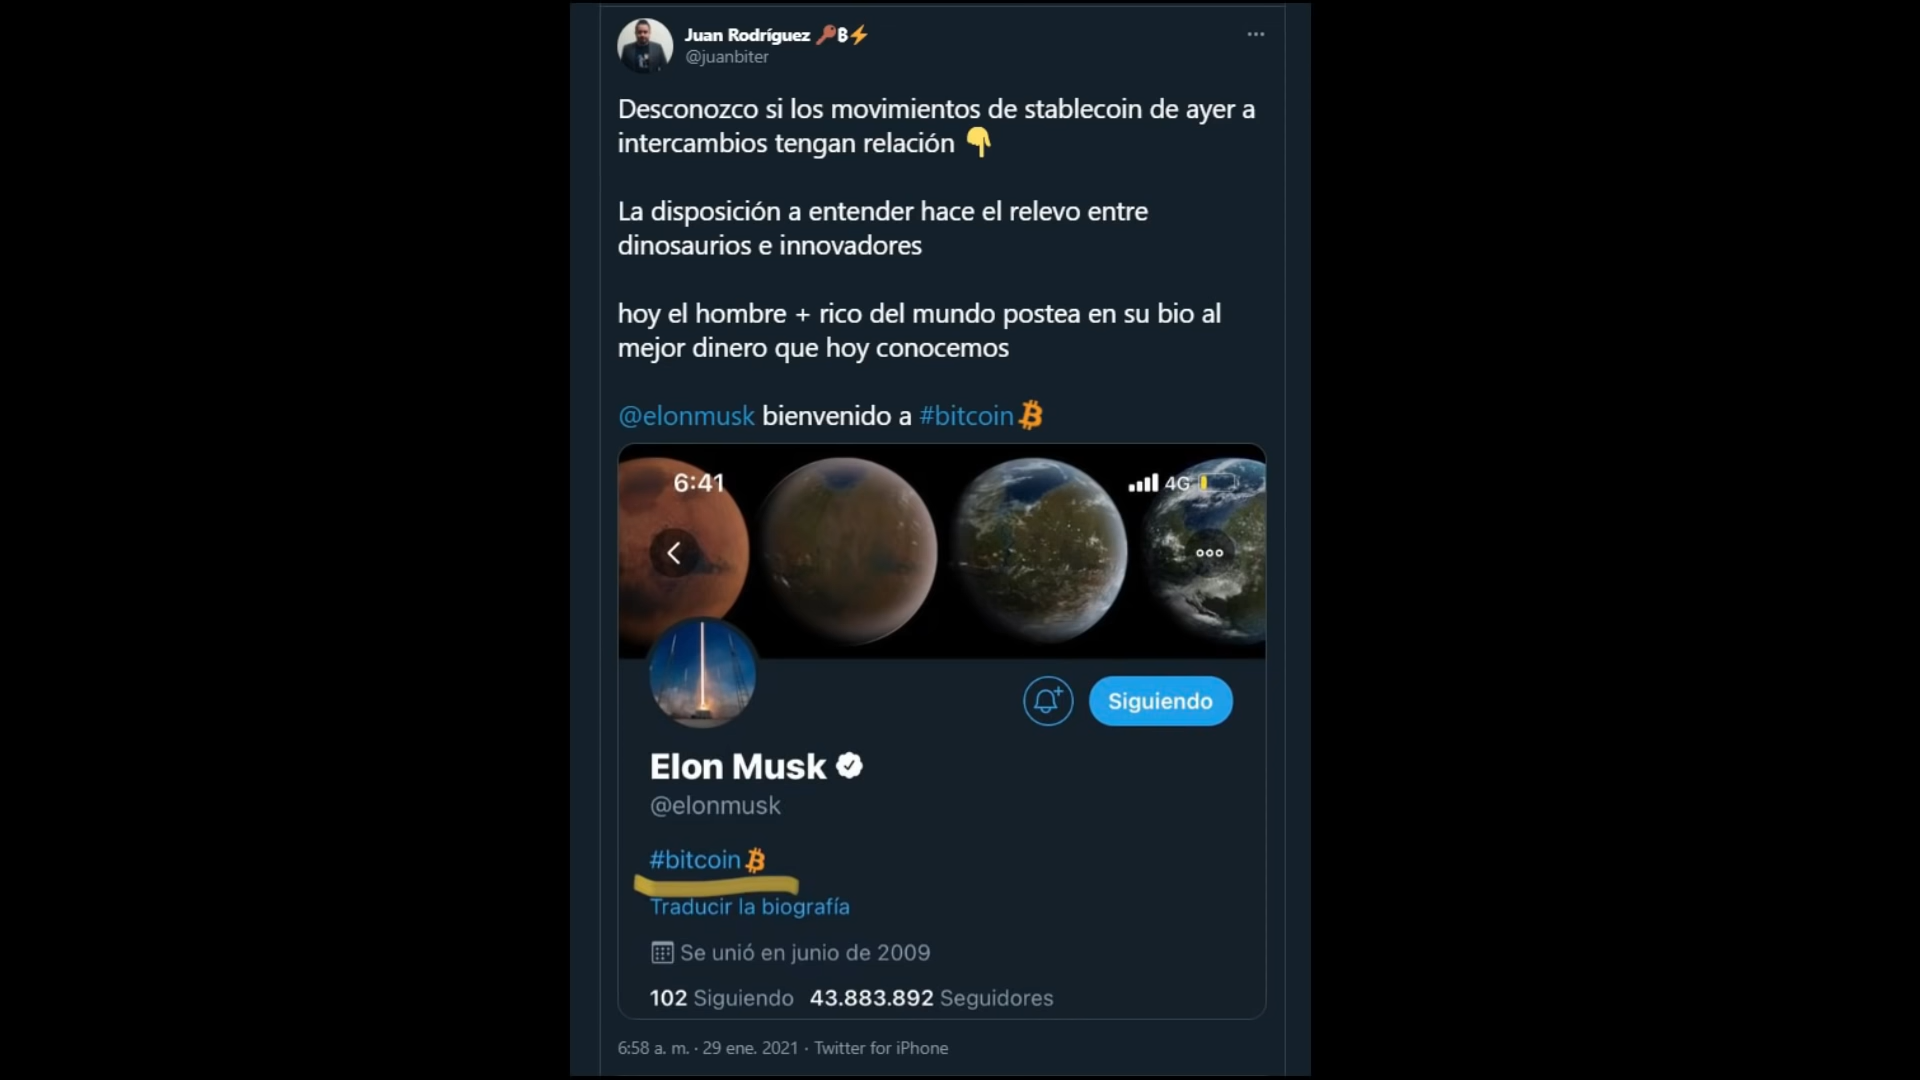 Juan Rodríguez 🔑B⚡
@juanbiter
Desconozco si los movimientos de stablecoin de ayer a
intercambios tengan relación 👇
La disposición a entender hace el relevo entre
dinosaurios e innovadores
hoy el hombre + rico del mundo postea en su bio al
mejor dinero que hoy conocemos
@elonmusk bienvenido a #bitcoin
6:41
4G
Siguiendo
Elon Musk
@elonmusk
#bitcoin
Traducir la biografía
Se unió en junio de 2009
102 Siguiendo 43.883.892 Seguidores
6:58 a. m. · 29 ene. 2021 · Twitter for iPhone